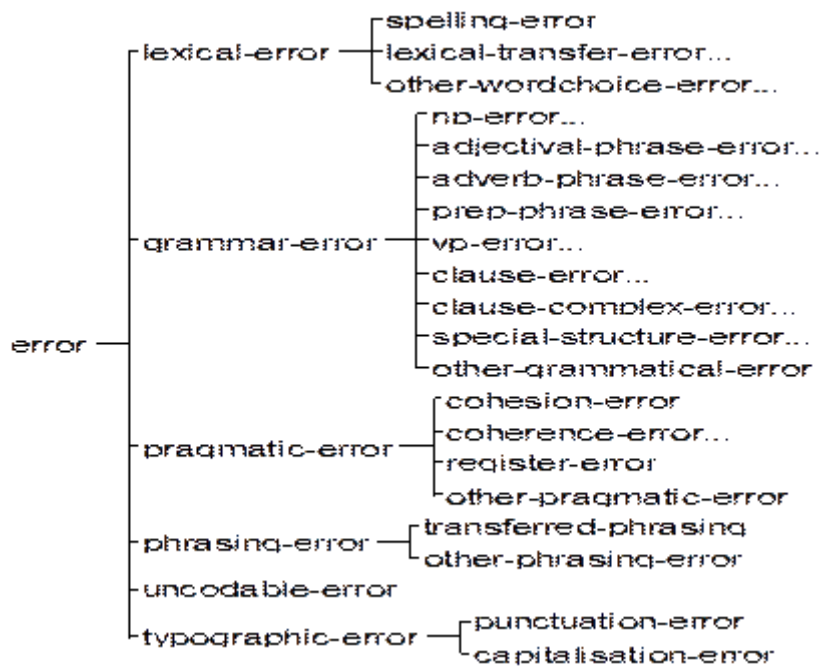 spelling-error
lexical-error
lexical-transfer-error...
other-wordchoice-error...
np-error...
adjectival-phrase-error...
adverb-phrase-error...
prep-phrase-error...
grammar-error
vp-error...
clause-error...
clause-complex-error...
special-structure-error...
error
other-grammatical-error
cohesion-error
coherence-error...
pragmatic-error
register-error
other-pragmatic-error
transferred-phrasing
phrasing-error
other-phrasing-error
uncodable-error
punctuation-error
typographic-error
capitalisation-error